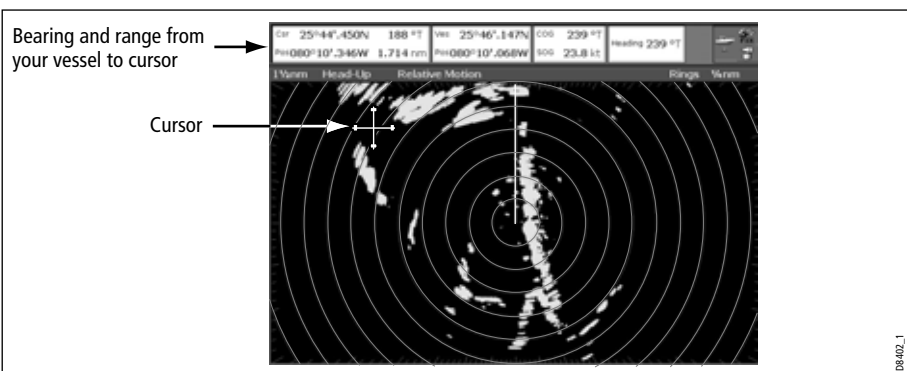 Bearing and range from
your vessel to cursor
Csr 25°44'.450N 188 °T
Pos 080°10'.346W 1.714 nm
Ves 25°46'.147N
Pos 080°10'.068W
COG 239 °T
SOG 23.8 kt
Heading 239 °T
Head-Up Relative Motion Rings
Cursor
D8402_1